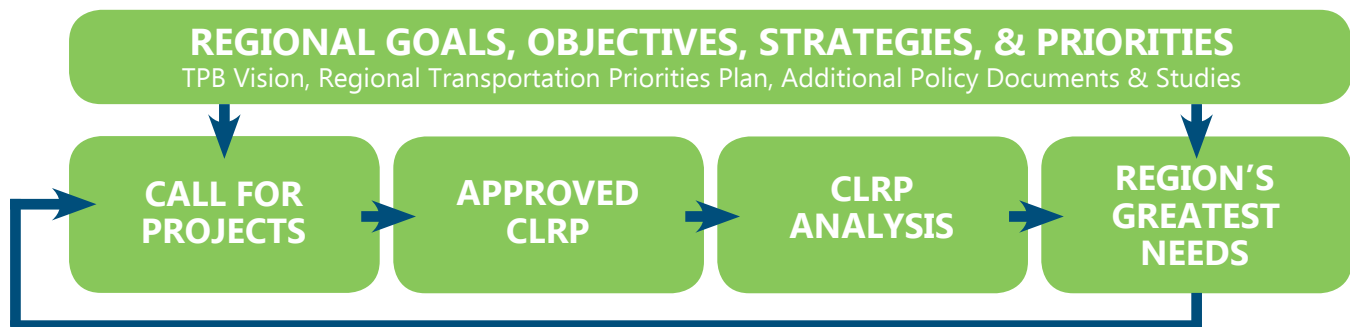 REGIONAL GOALS, OBJECTIVES, STRATEGIES, & PRIORITIES
TPB Vision, Regional Transportation Priorities Plan, Additional Policy Documents & Studies
CALL FOR
PROJECTS
APPROVED
CLRP
CLRP
ANALYSIS
REGION’S
GREATEST
NEEDS